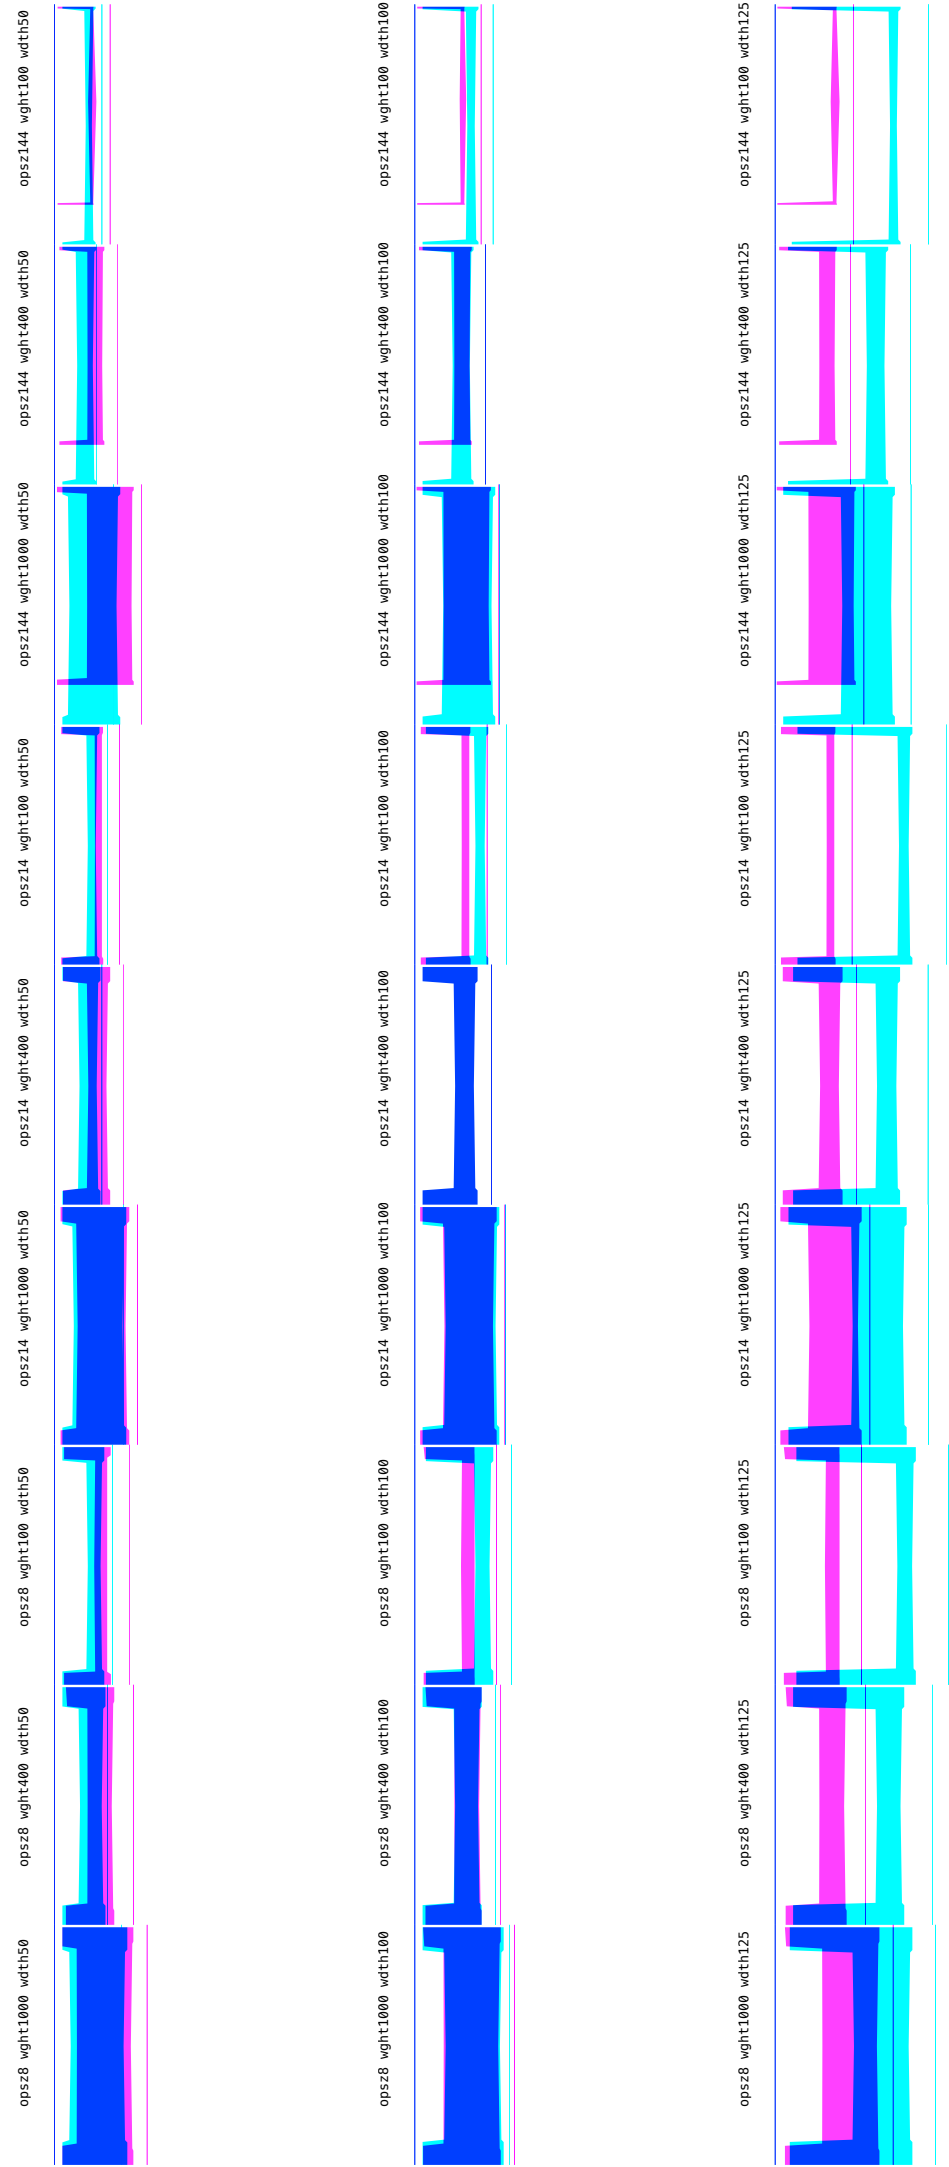 opsz144 wght100 wdth50
opsz144 wght100 wdth100
opsz144 wght100 wdth125
opsz144 wght400 wdth50
opsz144 wght400 wdth100
opsz144 wght400 wdth125
opsz144 wght1000 wdth50
opsz144 wght1000 wdth100
opsz144 wght1000 wdth125
opsz14 wght100 wdth50
opsz14 wght100 wdth100
opsz14 wght100 wdth125
opsz14 wght400 wdth50
opsz14 wght400 wdth100
opsz14 wght400 wdth125
opsz14 wght1000 wdth50
opsz14 wght1000 wdth100
opsz14 wght1000 wdth125
opsz8 wght100 wdth50
opsz8 wght100 wdth100
opsz8 wght100 wdth125
opsz8 wght400 wdth50
opsz8 wght400 wdth100
opsz8 wght400 wdth125
opsz8 wght1000 wdth50
opsz8 wght1000 wdth100
opsz8 wght1000 wdth125